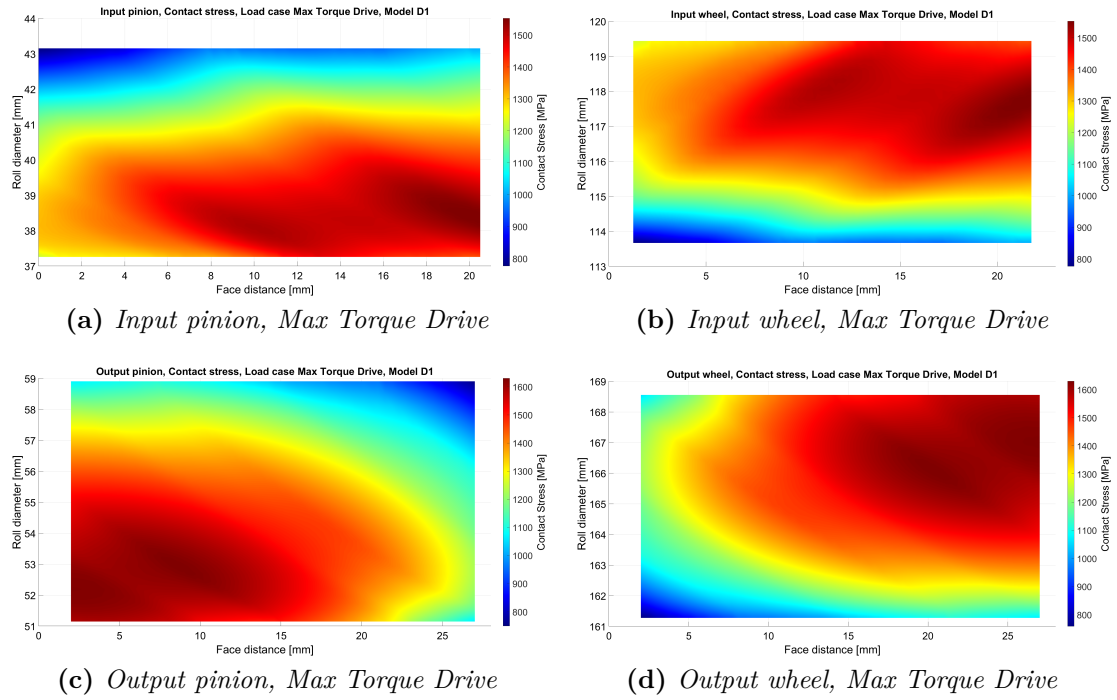 Input pinion, Contact stress, Load case Max Torque Drive, Model D1
44
43
42
41
40
39
38
37
Roll diameter [mm]
0 2 4 6 8 10 12 14 16 18 20
Face distance [mm]
1500
1400
1300
1200
1100
1000
900
800
Contact Stress [MPa]
(a) Input pinion, Max Torque Drive
Input wheel, Contact stress, Load case Max Torque Drive, Model D1
120
119
118
117
116
115
114
113
Roll diameter [mm]
0 5 10 15 20
Face distance [mm]
1500
1400
1300
1200
1100
1000
900
800
Contact Stress [MPa]
(b) Input wheel, Max Torque Drive
Output pinion, Contact stress, Load case Max Torque Drive, Model D1
59
58
57
56
55
54
53
52
51
Roll diameter [mm]
0 5 10 15 20 25
Face distance [mm]
1600
1500
1400
1300
1200
1100
1000
900
800
Contact Stress [MPa]
(c) Output pinion, Max Torque Drive
Output wheel, Contact stress, Load case Max Torque Drive, Model D1
169
168
167
166
165
164
163
162
161
Roll diameter [mm]
0 5 10 15 20 25
Face distance [mm]
1600
1500
1400
1300
1200
1100
1000
900
800
Contact Stress [MPa]
(d) Output wheel, Max Torque Drive